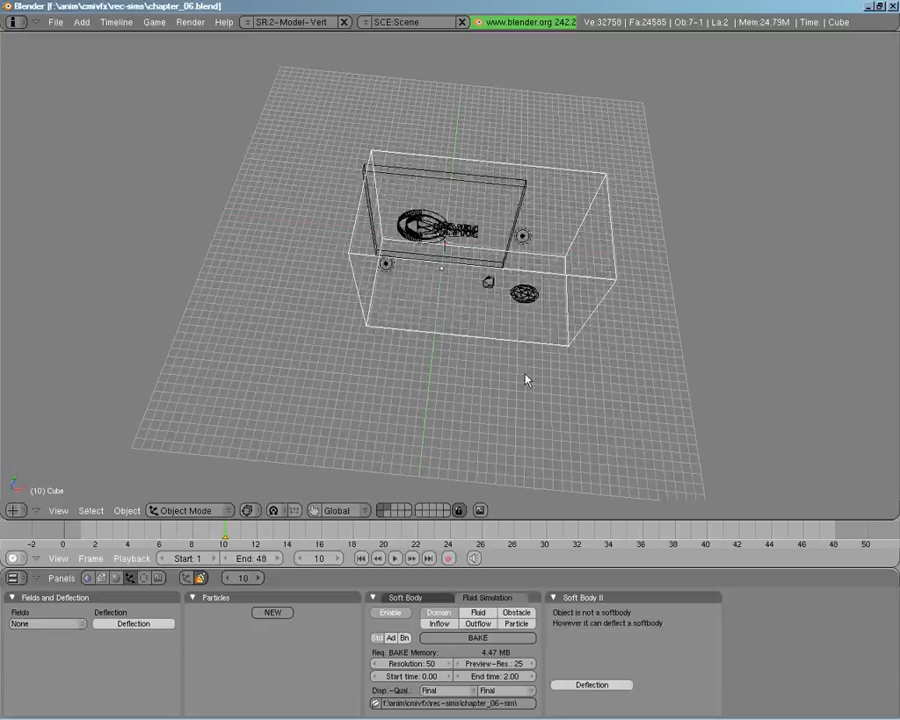 Blender [f:\anim\cmivfx\rec-sims\chapter_06.blend]
File Add Timeline Game Render Help SR:2-Model-Vert SCE:Scene www.blender.org 242.2 Ve:32758 | Fa:24585 | Ob:7-1 | La:2 | Mem:24.79M | Time: | Cube
(10) Cube
View Select Object Object Mode Global
-2 0 2 4 6 8 10 12 14 16 18 20 22 24 26 28 30 32 34 36 38 40 42 44 46 48 50
View Frame Playback Start: 1 End: 48 10
Panels 10
Fields and Deflection Particles Soft Body Fluid Simulation Soft Body II
Fields Deflection NEW Enable Domain Fluid Obstacle Object is not a softbody
None Deflection Inflow Outflow Particle However it can deflect a softbody
Std Ad Bn BAKE
Req. BAKE Memory: 4.47 MB
Resolution: 50 Preview-Res.: 25
Start time: 0.00 End time: 2.00
Disp.-Qual.: Final Final Deflection
f:\anim\cmivfx\rec-sims\chapter_06-sim\